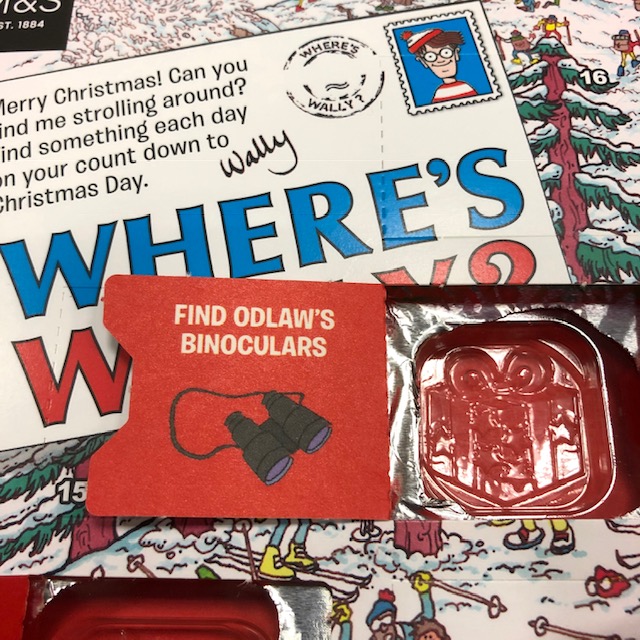 M&S
EST. 1884
Merry Christmas! Can you
find me strolling around?
Find something each day
on your count down to
Christmas Day.
Wally
WHERE'S
WALLY?
WHERE'S
W Y?
16
FIND ODLAW'S
BINOCULARS
15